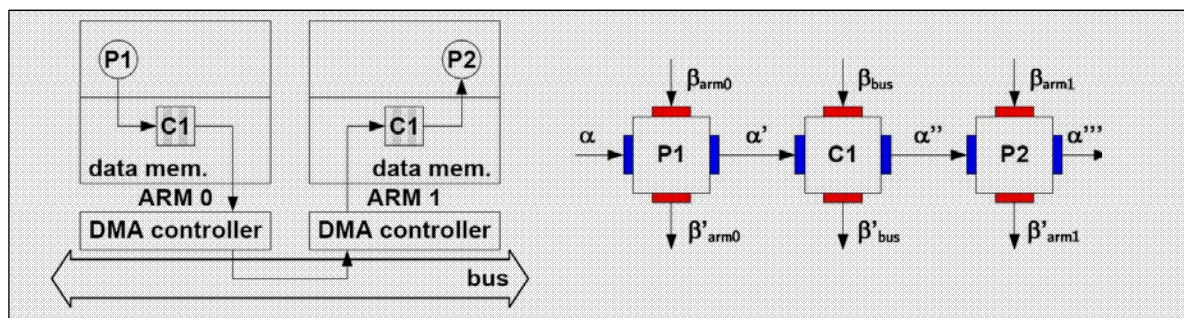 P1
P2
C1
C1
data mem.
data mem.
ARM 0
ARM 1
DMA controller
DMA controller
bus
βarm0
βbus
βarm1
α
P1
α'
C1
α''
P2
α'''
β'arm0
β'bus
β'arm1